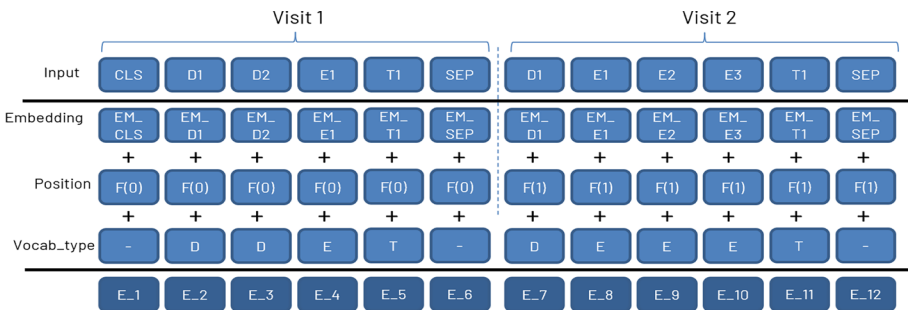 Visit 1 Visit 2
Input CLS D1 D2 E1 T1 SEP D1 E1 E2 E3 T1 SEP
Embedding EM_ CLS EM_ D1 EM_ D2 EM_ E1 EM_ T1 EM_ SEP EM_ D1 EM_ E1 EM_ E2 EM_ E3 EM_ T1 EM_ SEP
+ + + + + + + + + + + +
Position F(0) F(0) F(0) F(0) F(0) F(0) F(1) F(1) F(1) F(1) F(1) F(1)
+ + + + + + + + + + + +
Vocab_type - D D E T - D E E E T -
E_1 E_2 E_3 E_4 E_5 E_6 E_7 E_8 E_9 E_10 E_11 E_12